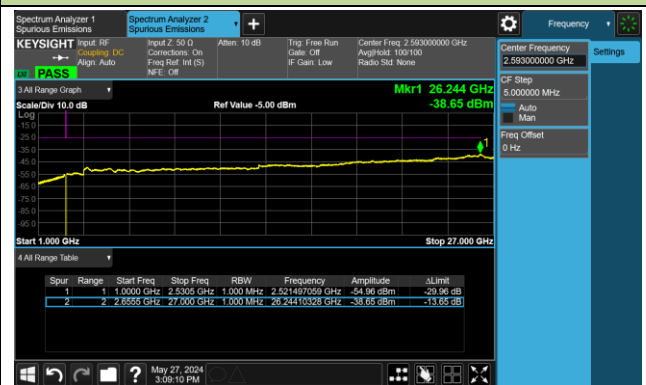 Spectrum Analyzer 1
Spurious Emissions
Spectrum Analyzer 2
Spurious Emissions
+
Frequency
KEYSIGHT
Input: RF
Coupling: DC
Align: Auto
Input Z: 50 Ω
Corrections: On
Freq Ref: Int (S)
NFE: Off
Atten: 10 dB
Trig: Free Run
Gate: Off
IF Gain: Low
Center Freq: 2.593000000 GHz
Avg|Hold: 100/100
Radio Std: None
PASS
Center Frequency
2.593000000 GHz
Settings
CF Step
5.000000 MHz
Auto
Man
Freq Offset
0 Hz
3 All Range Graph
Mkr1 26.244 GHz
Scale/Div 10.0 dB
Ref Value -5.00 dBm
-38.65 dBm
Log
-15.0
-25.0
-35.0
-45.0
-55.0
-65.0
-75.0
-85.0
-95.0
1
Start 1.000 GHz
Stop 27.000 GHz
4 All Range Table
Spur Range Start Freq Stop Freq RBW Frequency Amplitude ΔLimit
1 1 1.0000 GHz 2.5305 GHz 1.000 MHz 2.521497059 GHz -54.96 dBm -29.96 dB
2 2 2.6555 GHz 27.000 GHz 1.000 MHz 26.24410328 GHz -38.65 dBm -13.65 dB
?
May 27, 2024
3:09:10 PM